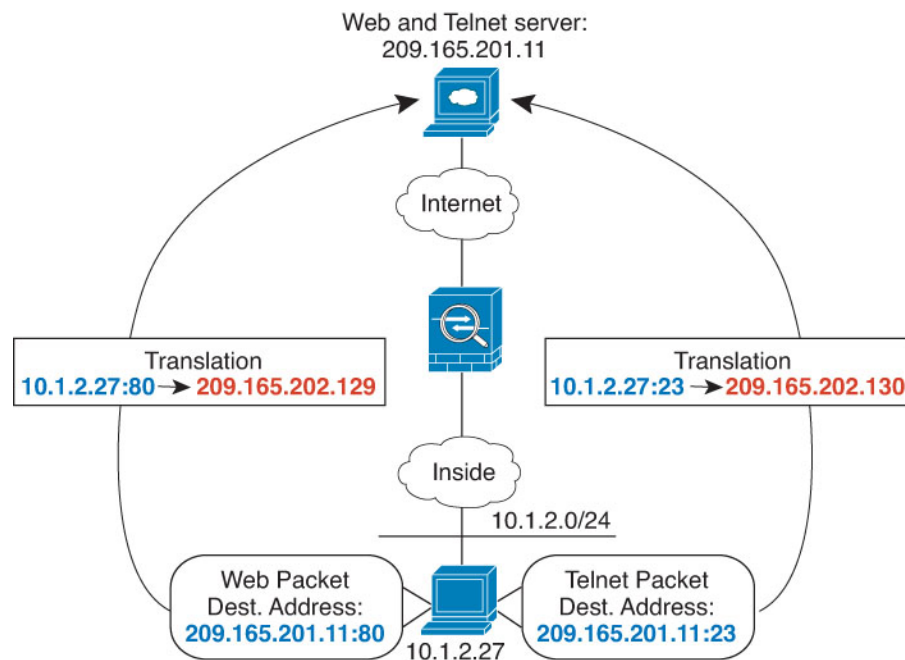 Web and Telnet server:
209.165.201.11
Internet
Translation
10.1.2.27:80 209.165.202.129
Translation
10.1.2.27:23 209.165.202.130
Inside
10.1.2.0/24
Web Packet
Dest. Address:
209.165.201.11:80
Telnet Packet
Dest. Address:
209.165.201.11:23
10.1.2.27